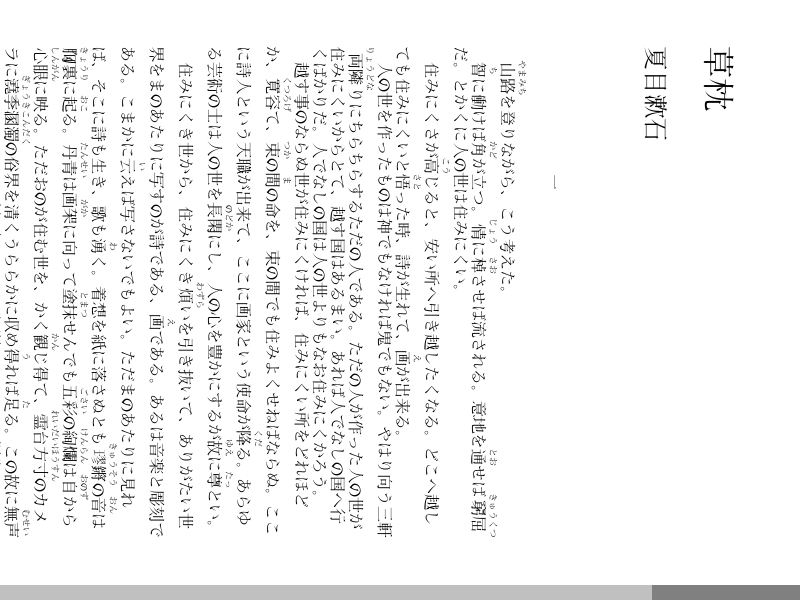 草枕
夏目漱石
一
山路を登りながら、こう考えた。
智に働けば角が立つ。情に棹させば流される。意地を通せば窮屈
だ。とかくに人の世は住みにくい。
住みにくさが高じると、安い所へ引き越したくなる。どこへ越し
ても住みにくいと悟った時、詩が生れて、画が出来る。
人の世を作ったものは神でもなければ鬼でもない。やはり向う三軒
両隣りにちらちらするただの人である。ただの人が作った人の世が
住みにくいからとて、越す国はあるまい。あれば人でなしの国へ行
くばかりだ。人でなしの国は人の世よりもなお住みにくかろう。
越す事のならぬ世が住みにくければ、住みにくい所をどれほど
か、寛容て、束の間の命を、束の間でも住みよくせねばならぬ。ここ
に詩人という天職が出来て、ここに画家という使命が降る。あらゆ
る芸術の士は人の世を長閑にし、人の心を豊かにするが故に尊とい。
住みにくき世から、住みにくき煩いを引き抜いて、ありがたい世
界をまのあたりに写すのが詩である、画である。あるは音楽と彫刻で
ある。こまかに云えば写さないでもよい。ただまのあたりに見れ
ば、そこに詩も生き、歌も湧く。着想を紙に落さぬとも璆鏘の音は
胸裏に起る。丹青は画架に向って塗抹せんでも五彩の絢爛は自から
心眼に映る。ただおのが住む世を、かく観じ得て、霊台方寸のカメ
ラに澆季溷濁の俗界を清くうららかに収め得れば足る。この故に無声